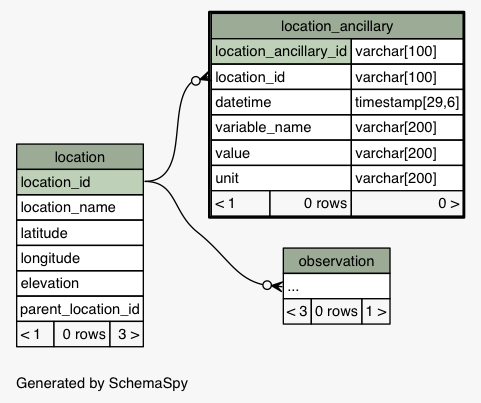 location_ancillary
location_ancillary_id varchar[100]
location_id varchar[100]
datetime timestamp[29,6]
variable_name varchar[200]
value varchar[200]
unit varchar[200]
< 1 0 rows 0 >
location
location_id
location_name
latitude
longitude
elevation
parent_location_id
< 1 0 rows 3 >
observation
...
< 3 0 rows 1 >
Generated by SchemaSpy